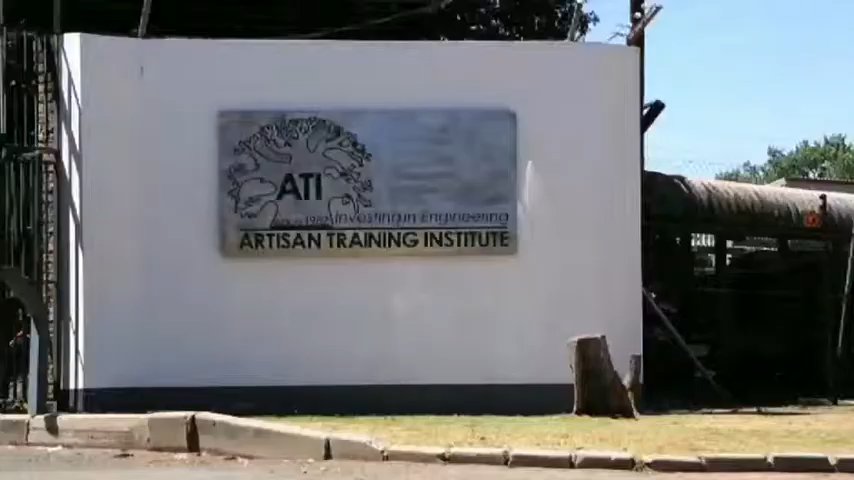 ATI
Investing in Engineering
ARTISAN TRAINING INSTITUTE